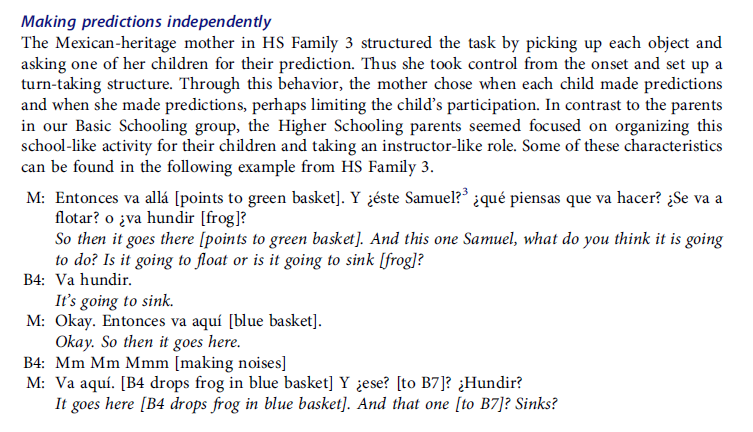 Making predictions independently
The Mexican-heritage mother in HS Family 3 structured the task by picking up each object and
asking one of her children for their prediction. Thus she took control from the onset and set up a
turn-taking structure. Through this behavior, the mother chose when each child made predictions
and when she made predictions, perhaps limiting the child's participation. In contrast to the parents
in our Basic Schooling group, the Higher Schooling parents seemed focused on organizing this
school-like activity for their children and taking an instructor-like role. Some of these characteristics
can be found in the following example from HS Family 3.
M: Entonces va allá [points to green basket]. Y ¿éste Samuel?³ ¿qué piensas que va hacer? ¿Se va a
flotar? o ¿va hundir [frog]?
So then it goes there [points to green basket]. And this one Samuel, what do you think it is going
to do? Is it going to float or is it going to sink [frog]?
B4: Va hundir.
It's going to sink.
M: Okay. Entonces va aquí [blue basket].
Okay. So then it goes here.
B4: Mm Mm Mmm [making noises]
M: Va aquí. [B4 drops frog in blue basket] Y ¿ese? [to B7]? ¿Hundir?
It goes here [B4 drops frog in blue basket]. And that one [to B7]? Sinks?